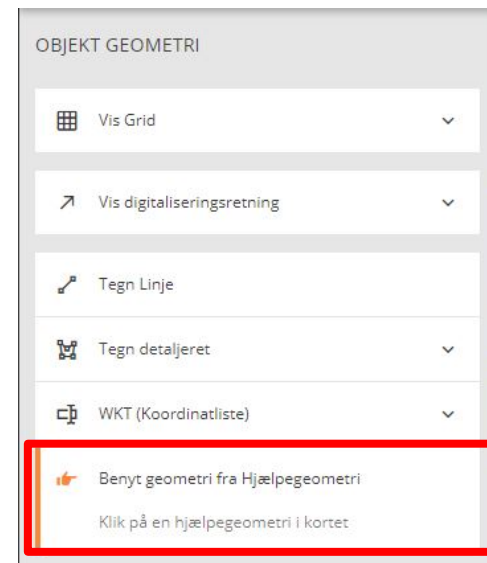 OBJEKT GEOMETRI
Vis Grid
Vis digitaliseringsretning
Tegn Linje
Tegn detaljeret
WKT (Koordinatliste)
Benyt geometri fra Hjælpegeometri
Klik på en hjælpegeometri i kortet